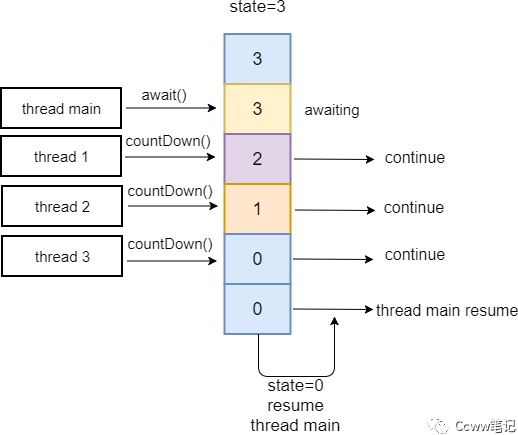 state=3
3
thread main
await()
3
awaiting
thread 1
countDown()
2
continue
thread 2
countDown()
1
continue
thread 3
countDown()
0
continue
0
thread main resume
state=0
resume
thread main
Ccww笔记